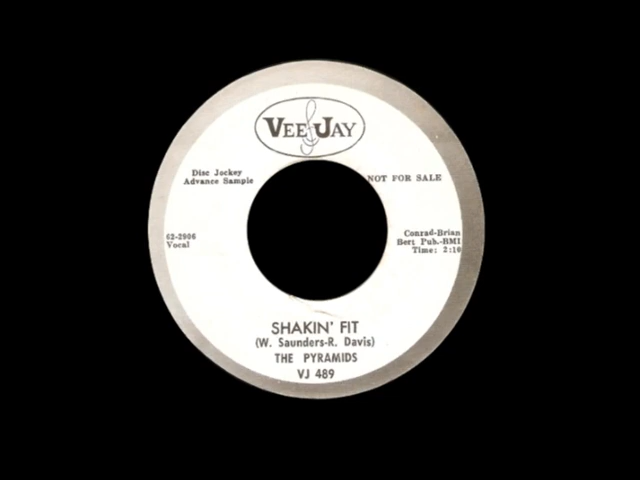 VEE JAY
Disc Jockey
Advance Sample
NOT FOR SALE
62-2906
Vocal
Conrad-Brian
Bert Pub.-BMI
Time: 2:10
SHAKIN' FIT
(W. Saunders-R. Davis)
THE PYRAMIDS
VJ 489